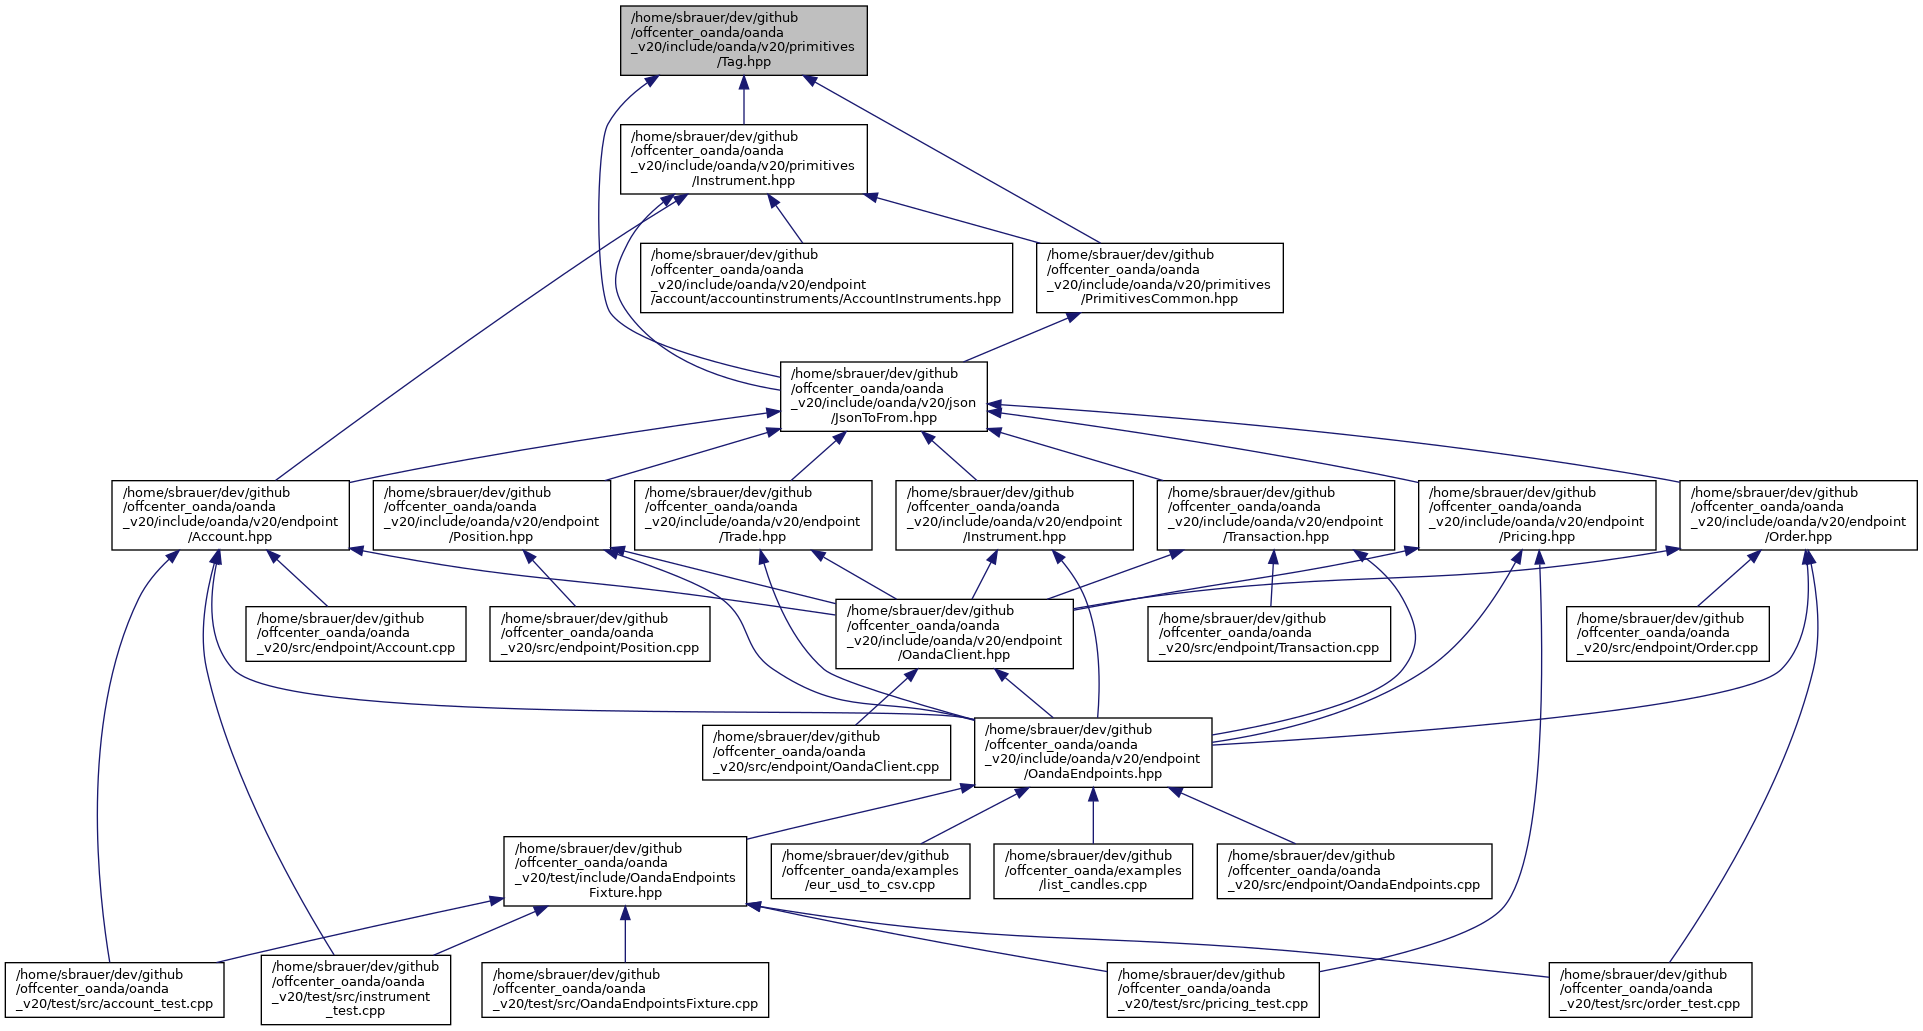 /home/sbrauer/dev/github
/offcenter_oanda/oanda
_v20/include/oanda/v20/primitives
/Tag.hpp
/home/sbrauer/dev/github
/offcenter_oanda/oanda
_v20/include/oanda/v20/primitives
/Instrument.hpp
/home/sbrauer/dev/github
/offcenter_oanda/oanda
_v20/include/oanda/v20/endpoint
/account/accountinstruments/AccountInstruments.hpp
/home/sbrauer/dev/github
/offcenter_oanda/oanda
_v20/include/oanda/v20/primitives
/PrimitivesCommon.hpp
/home/sbrauer/dev/github
/offcenter_oanda/oanda
_v20/include/oanda/v20/json
/JsonToFrom.hpp
/home/sbrauer/dev/github
/offcenter_oanda/oanda
_v20/include/oanda/v20/endpoint
/Account.hpp
/home/sbrauer/dev/github
/offcenter_oanda/oanda
_v20/include/oanda/v20/endpoint
/Position.hpp
/home/sbrauer/dev/github
/offcenter_oanda/oanda
_v20/include/oanda/v20/endpoint
/Trade.hpp
/home/sbrauer/dev/github
/offcenter_oanda/oanda
_v20/include/oanda/v20/endpoint
/Instrument.hpp
/home/sbrauer/dev/github
/offcenter_oanda/oanda
_v20/include/oanda/v20/endpoint
/Transaction.hpp
/home/sbrauer/dev/github
/offcenter_oanda/oanda
_v20/include/oanda/v20/endpoint
/Pricing.hpp
/home/sbrauer/dev/github
/offcenter_oanda/oanda
_v20/include/oanda/v20/endpoint
/Order.hpp
/home/sbrauer/dev/github
/offcenter_oanda/oanda
_v20/src/endpoint/Account.cpp
/home/sbrauer/dev/github
/offcenter_oanda/oanda
_v20/src/endpoint/Position.cpp
/home/sbrauer/dev/github
/offcenter_oanda/oanda
_v20/include/oanda/v20/endpoint
/OandaClient.hpp
/home/sbrauer/dev/github
/offcenter_oanda/oanda
_v20/src/endpoint/Transaction.cpp
/home/sbrauer/dev/github
/offcenter_oanda/oanda
_v20/src/endpoint/Order.cpp
/home/sbrauer/dev/github
/offcenter_oanda/oanda
_v20/src/endpoint/OandaClient.cpp
/home/sbrauer/dev/github
/offcenter_oanda/oanda
_v20/include/oanda/v20/endpoint
/OandaEndpoints.hpp
/home/sbrauer/dev/github
/offcenter_oanda/oanda
_v20/test/include/OandaEndpoints
Fixture.hpp
/home/sbrauer/dev/github
/offcenter_oanda/examples
/eur_usd_to_csv.cpp
/home/sbrauer/dev/github
/offcenter_oanda/examples
/list_candles.cpp
/home/sbrauer/dev/github
/offcenter_oanda/oanda
_v20/src/endpoint/OandaEndpoints.cpp
/home/sbrauer/dev/github
/offcenter_oanda/oanda
_v20/test/src/account_test.cpp
/home/sbrauer/dev/github
/offcenter_oanda/oanda
_v20/test/src/instrument
_test.cpp
/home/sbrauer/dev/github
/offcenter_oanda/oanda
_v20/test/src/OandaEndpointsFixture.cpp
/home/sbrauer/dev/github
/offcenter_oanda/oanda
_v20/test/src/pricing_test.cpp
/home/sbrauer/dev/github
/offcenter_oanda/oanda
_v20/test/src/order_test.cpp